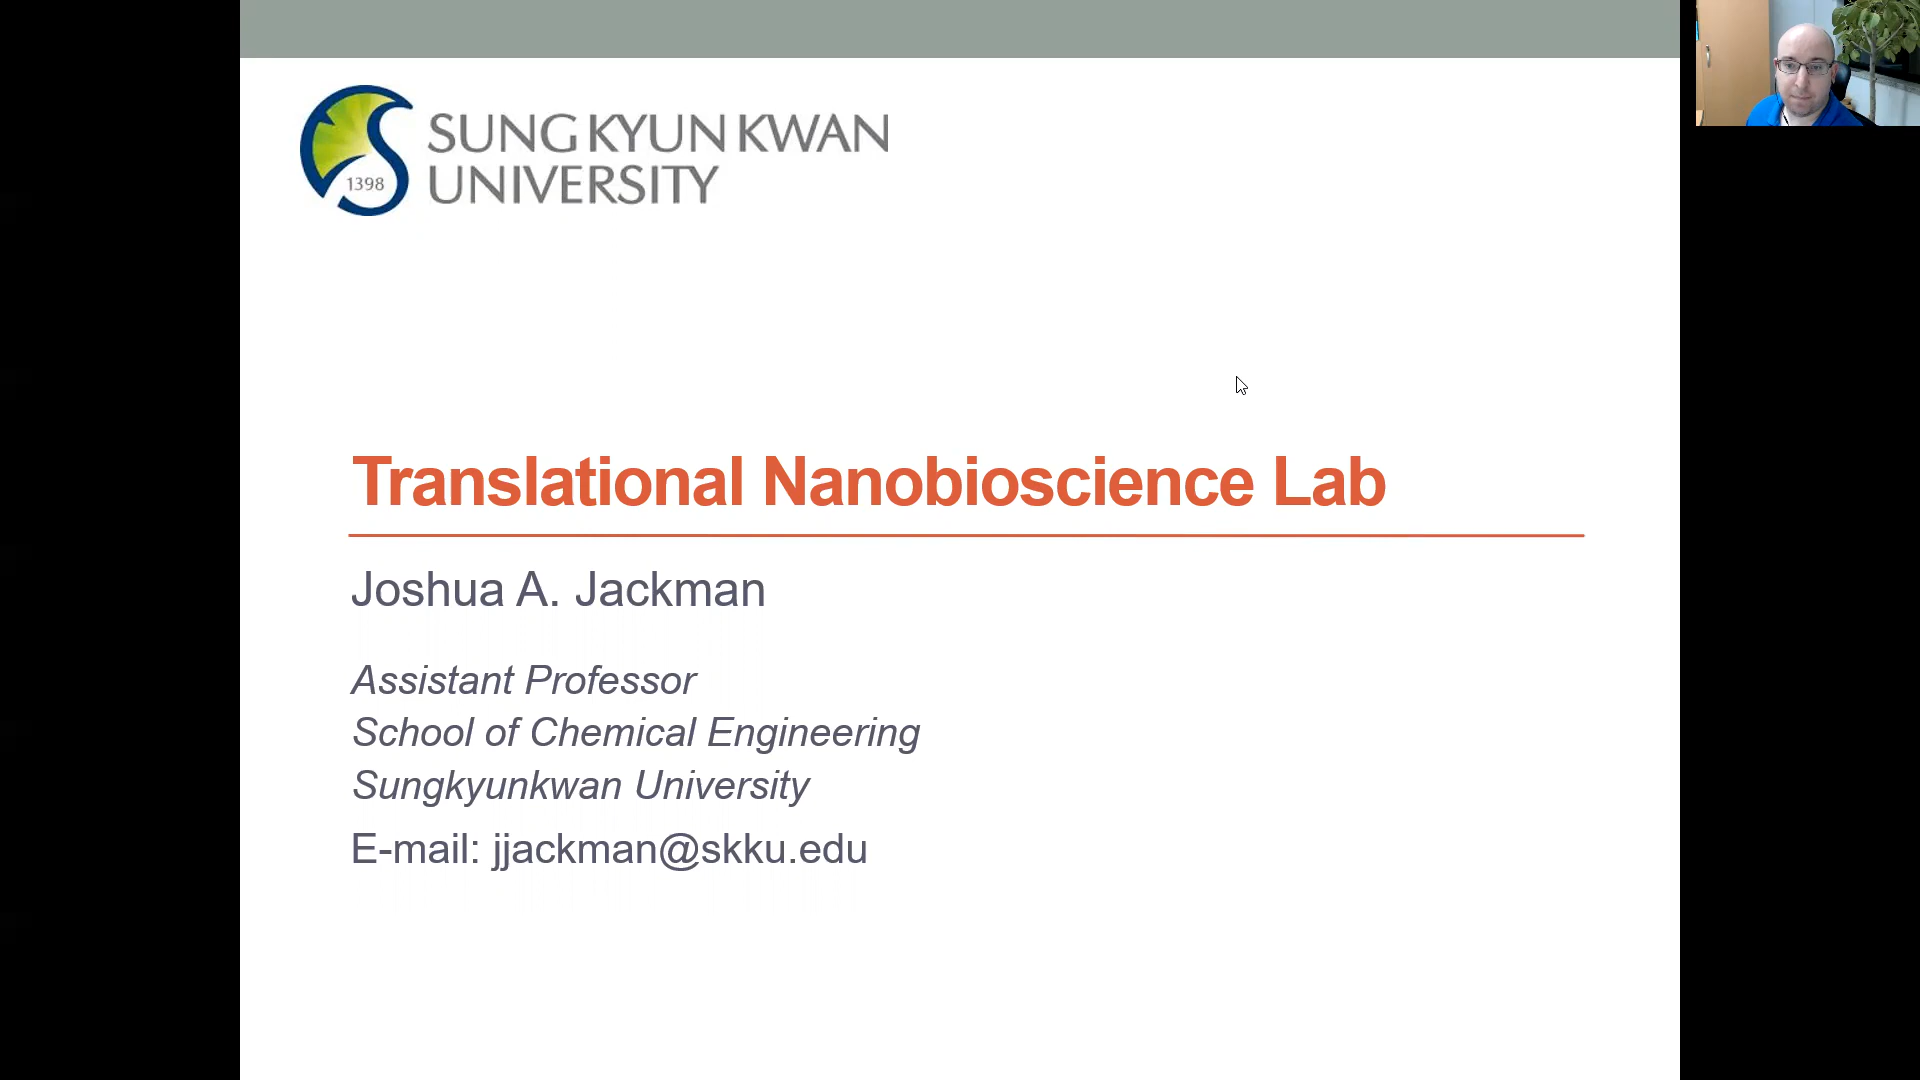 SUNG KYUN KWAN
UNIVERSITY
1398
Translational Nanobioscience Lab
Joshua A. Jackman
Assistant Professor
School of Chemical Engineering
Sungkyunkwan University
E-mail: jjackman@skku.edu